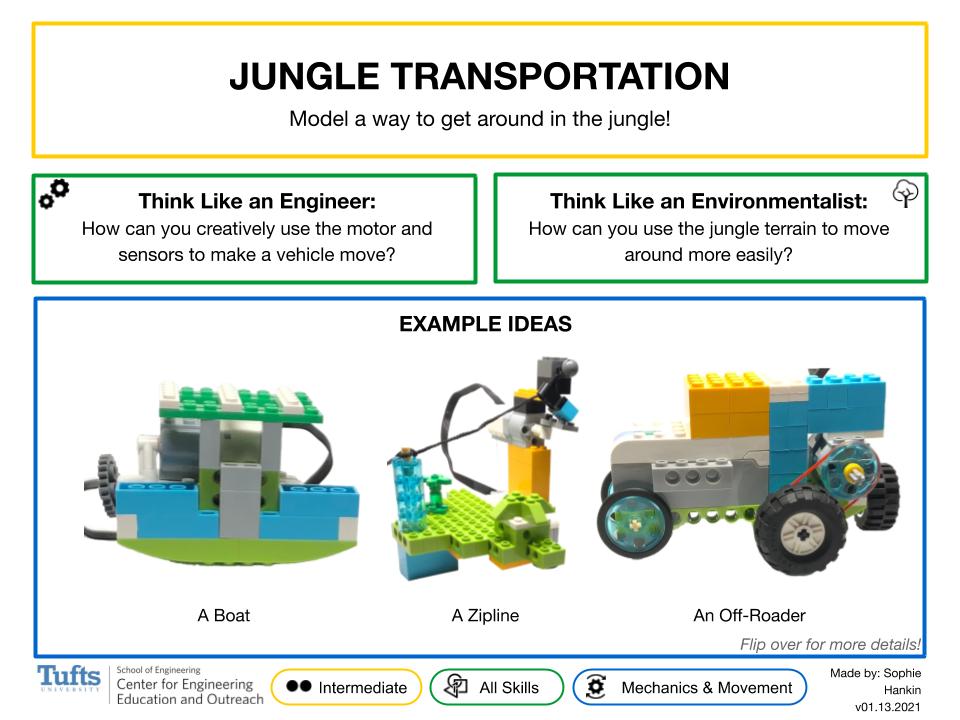 JUNGLE TRANSPORTATION
Model a way to get around in the jungle!
Think Like an Engineer:
How can you creatively use the motor and
sensors to make a vehicle move?
Think Like an Environmentalist:
How can you use the jungle terrain to move
around more easily?
EXAMPLE IDEAS
A Boat
A Zipline
An Off-Roader
Flip over for more details!
Tufts
UNIVERSITY
School of Engineering
Center for Engineering
Education and Outreach
Intermediate
All Skills
Mechanics & Movement
Made by: Sophie
Hankin
v01.13.2021